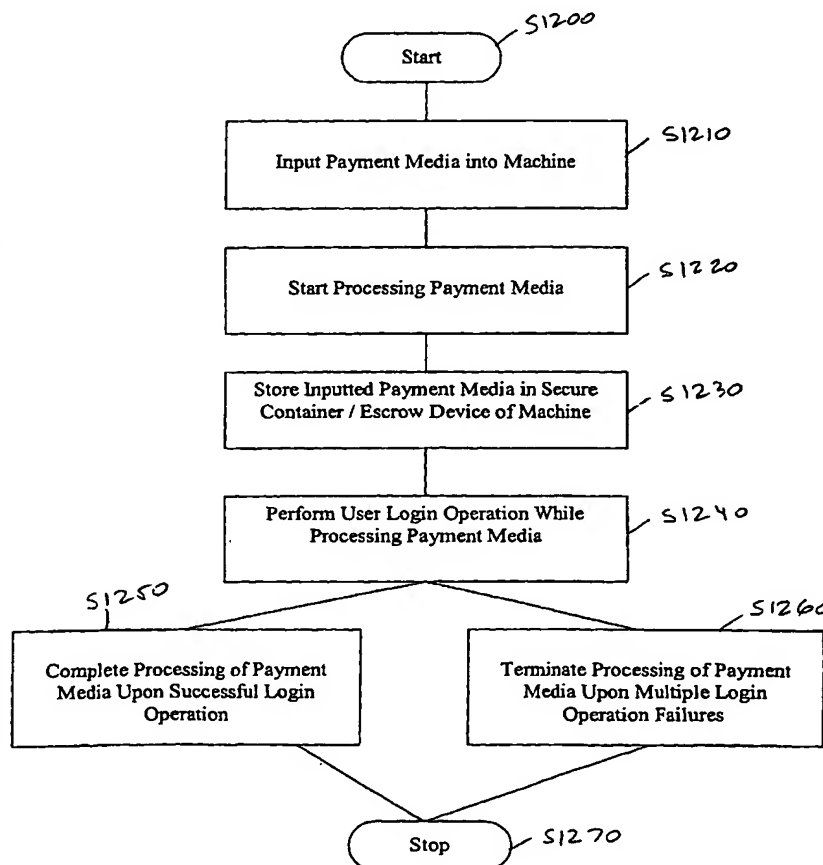 S1200
Start
S1210
Input Payment Media into Machine
S1220
Start Processing Payment Media
Store Inputted Payment Media in Secure
Container / Escrow Device of Machine
S1230
Perform User Login Operation While
Processing Payment Media
S1240
S1250
Complete Processing of Payment
Media Upon Successful Login
Operation
S1260
Terminate Processing of Payment
Media Upon Multiple Login
Operation Failures
Stop
S1270